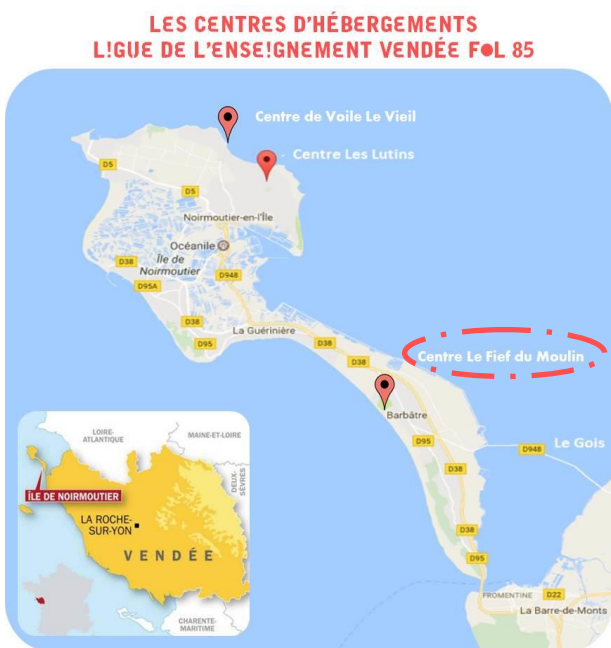 LES CENTRES D'HÉBERGEMENTS
L!GUE DE L'ENSE!GNEMENT VENDÉE F●L 85
Centre de Voile Le Vieil
Centre Les Lutins
D5
D5
Noirmoutier-en-l'Île
Océanile
Île de
Noirmoutier
D38
D948
D95A
D38
La Guérinière
D95
D38
D38
Centre Le Fief du Moulin
Barbâtre
D95
D948
Le Gois
D38
D38
D95
FROMENTINE
D22
La Barre-de-Monts
LOIRE-
ATLANTIQUE
MAINE-ET-LOIRE
DEUX-
SÈVRES
ÎLE DE NOIRMOUTIER
LA ROCHE-
SUR-YON
VENDÉE
CHARENTE-
MARITIME